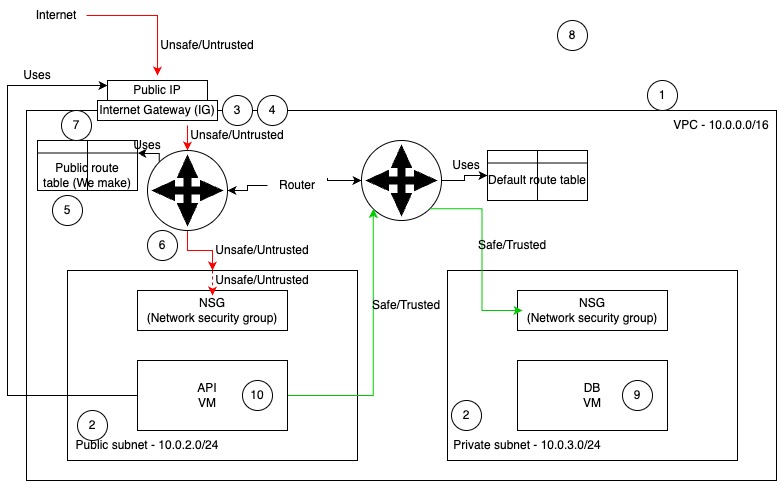 Internet
8
Unsafe/Untrusted
Uses
Public IP
1
Internet Gateway (IG)
3
4
7
VPC - 10.0.0.0/16
Unsafe/Untrusted
Uses
Public route
table (We make)
Router
Uses
Default route table
5
6
Unsafe/Untrusted
Safe/Trusted
Unsafe/Untrusted
NSG
(Network security group)
Safe/Trusted
NSG
(Network security group)
API
VM
10
DB
VM
9
2
Public subnet - 10.0.2.0/24
2
Private subnet - 10.0.3.0/24